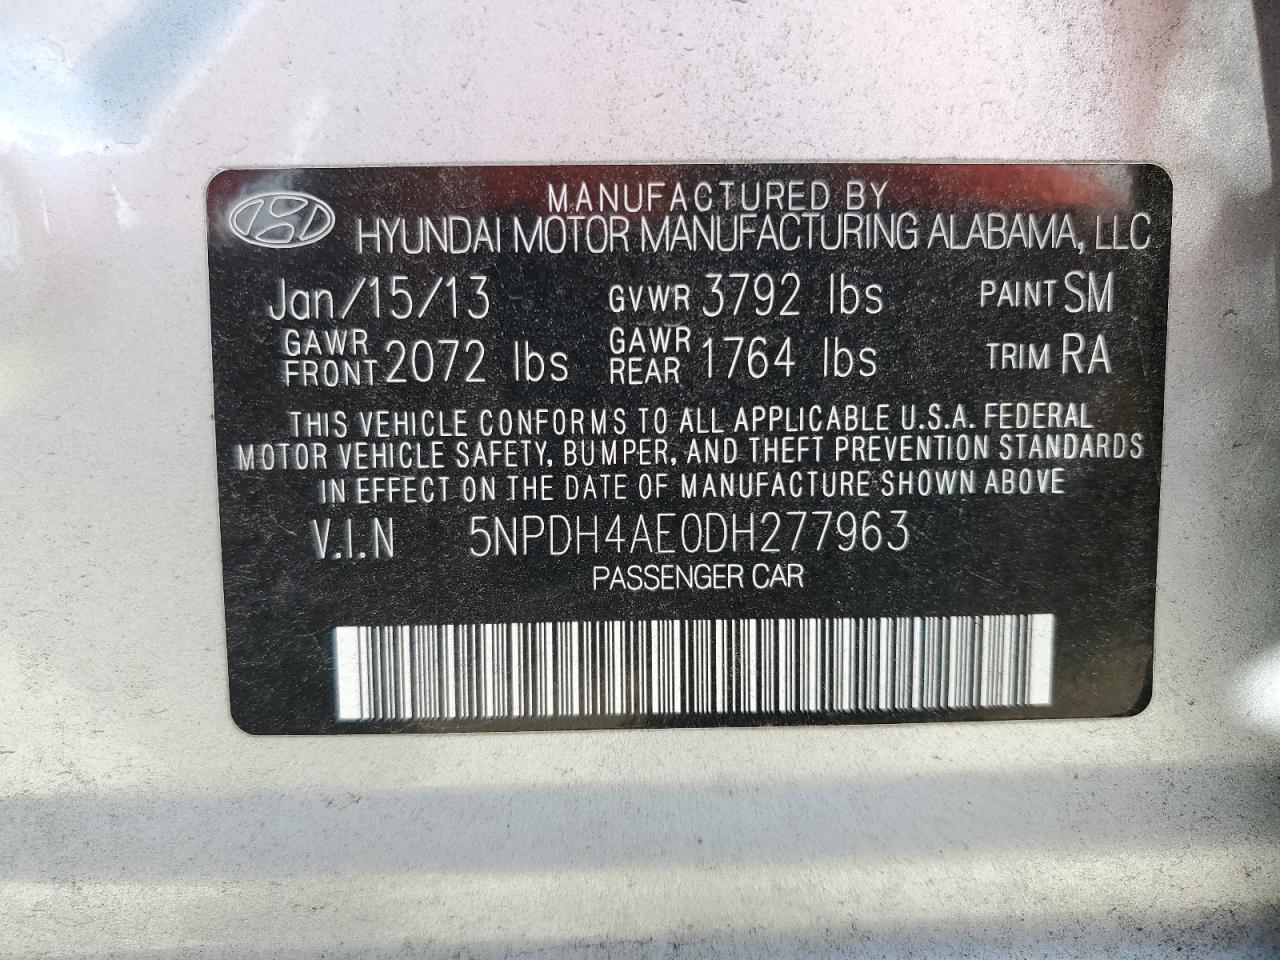 MANUFACTURED BY
HYUNDAI MOTOR MANUFACTURING ALABAMA, LLC
Jan/15/13 GVWR 3792 lbs PAINT SM
GAWR FRONT 2072 lbs GAWR REAR 1764 lbs TRIM RA
THIS VEHICLE CONFORMS TO ALL APPLICABLE U.S.A. FEDERAL
MOTOR VEHICLE SAFETY, BUMPER, AND THEFT PREVENTION STANDARDS
IN EFFECT ON THE DATE OF MANUFACTURE SHOWN ABOVE
V.I.N 5NPDH4AE0DH277963
PASSENGER CAR